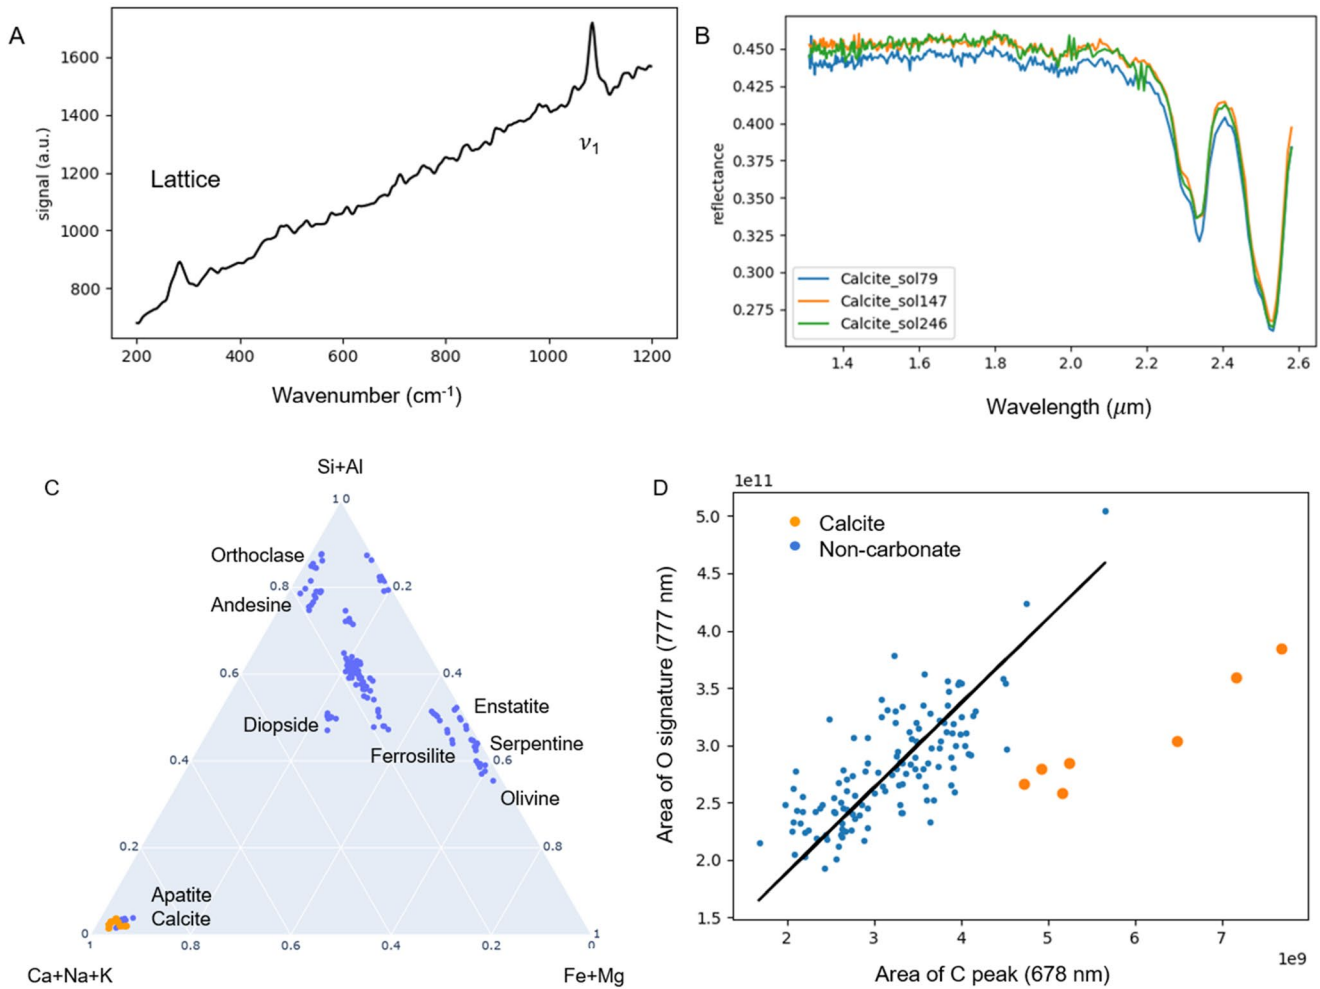 A
1600
1400
1200
1000
800
signal (a.u.)
Lattice
ν1
200 400 600 800 1000 1200
Wavenumber (cm-1)
B
0.450
0.425
0.400
0.375
0.350
0.325
0.300
0.275
reflectance
Calcite_sol79
Calcite_sol147
Calcite_sol246
1.4 1.6 1.8 2.0 2.2 2.4 2.6
Wavelength (μm)
C
Si+Al
1 0
Orthoclase
0.8 0.2
Andesine
0.6 0.4
Enstatite
Diopside
Serpentine
Ferrosilite
0.4 0.6
Olivine
0.2 0.8
Apatite
Calcite
0 1
1 0.8 0.6 0.4 0.2 0
Ca+Na+K Fe+Mg
D
1e11
5.0
4.5
4.0
3.5
3.0
2.5
2.0
1.5
Area of O signature (777 nm)
Calcite
Non-carbonate
2 3 4 5 6 7
1e9
Area of C peak (678 nm)